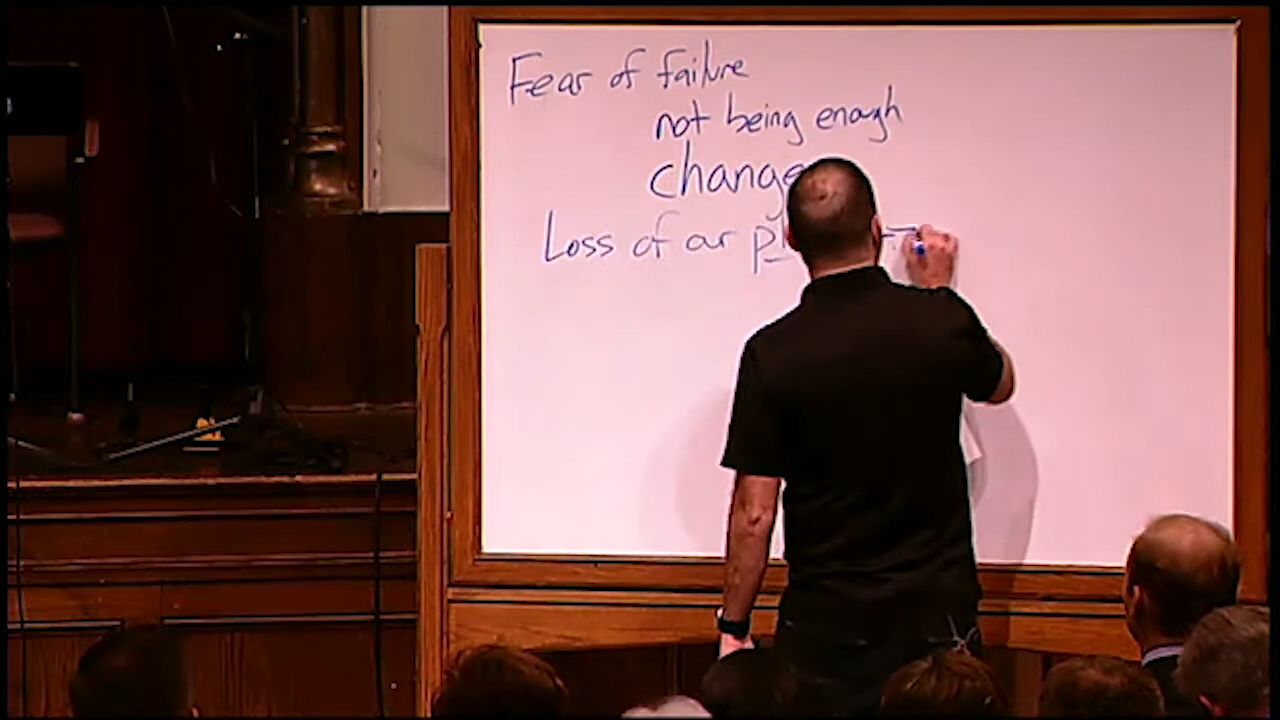 Fear of failure
not being enough
change
Loss of our